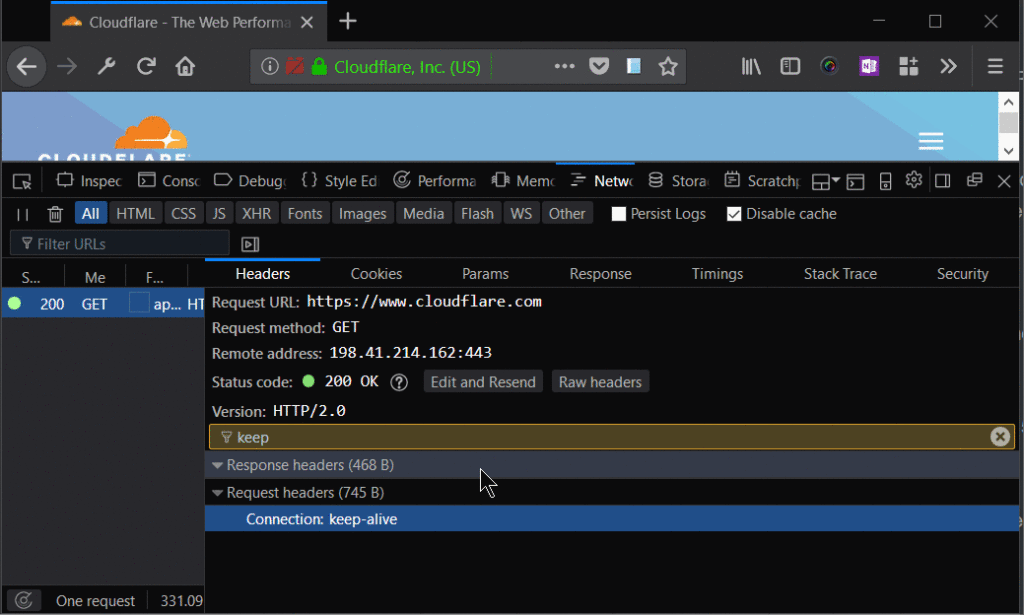 Cloudflare - The Web Performa
Cloudflare, Inc. (US)
CLOUDFLARE
Inspec Conso Debug Style Ed Performa Memo Netwo Stora Scratchp
All HTML CSS JS XHR Fonts Images Media Flash WS Other Persist Logs Disable cache
Filter URLs
S... Me F... Headers Cookies Params Response Timings Stack Trace Security
200 GET ap... HT
Request URL: https://www.cloudflare.com
Request method: GET
Remote address: 198.41.214.162:443
Status code: 200 OK ? Edit and Resend Raw headers
Version: HTTP/2.0
keep
Response headers (468 B)
Request headers (745 B)
Connection: keep-alive
One request 331.09